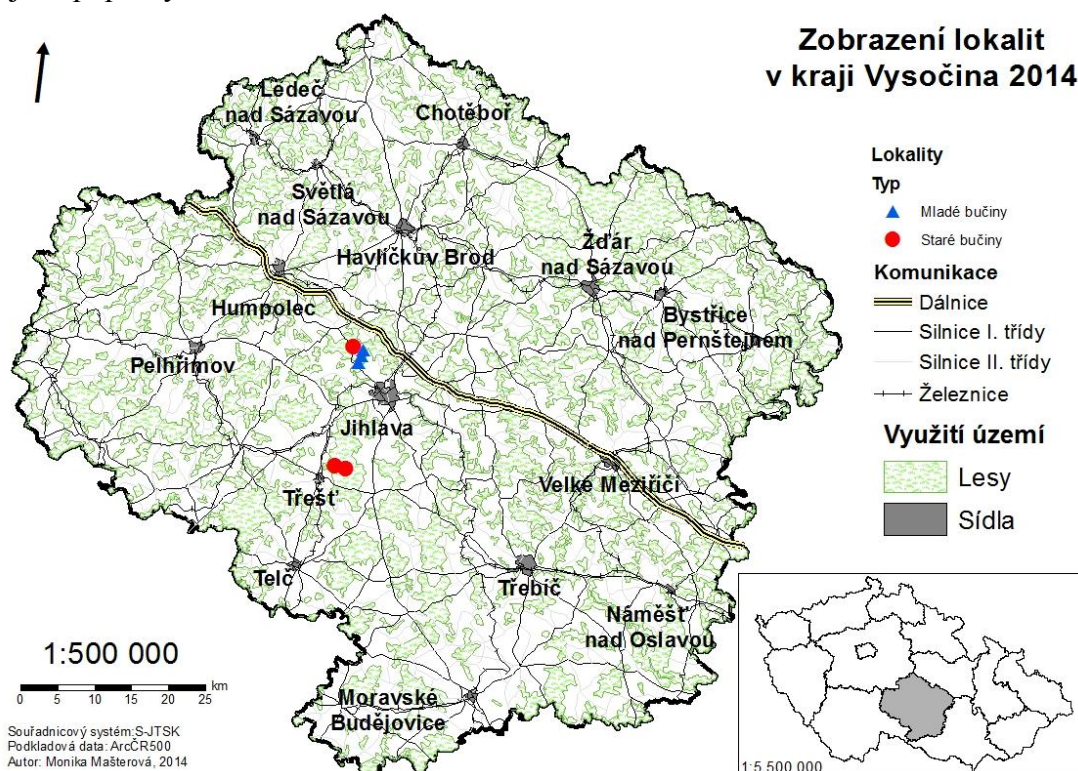 Zobrazení lokalit
v kraji Vysočina 2014
Ledeč
nad Sázavou
Chotěboř
Světlá
nad Sázavou
Havlíčkův Brod
Žďár
nad Sázavou
Humpolec
Bystřice
nad Pernštejnem
Pelhřimov
Jihlava
Velké Meziříčí
Třešť
Telč
Třebíč
Náměšť
nad Oslavou
Moravské
Budějovice
Lokality
Typ
Mladé bučiny
Staré bučiny
Komunikace
Dálnice
Silnice I. třídy
Silnice II. třídy
Železnice
Využití území
Lesy
Sídla
1:500 000
km
0 5 10 15 20 25
Souřadnicový systém:S-JTSK
Podkladová data: ArcČR500
Autor: Monika Mašterová, 2014
1:5 500 000